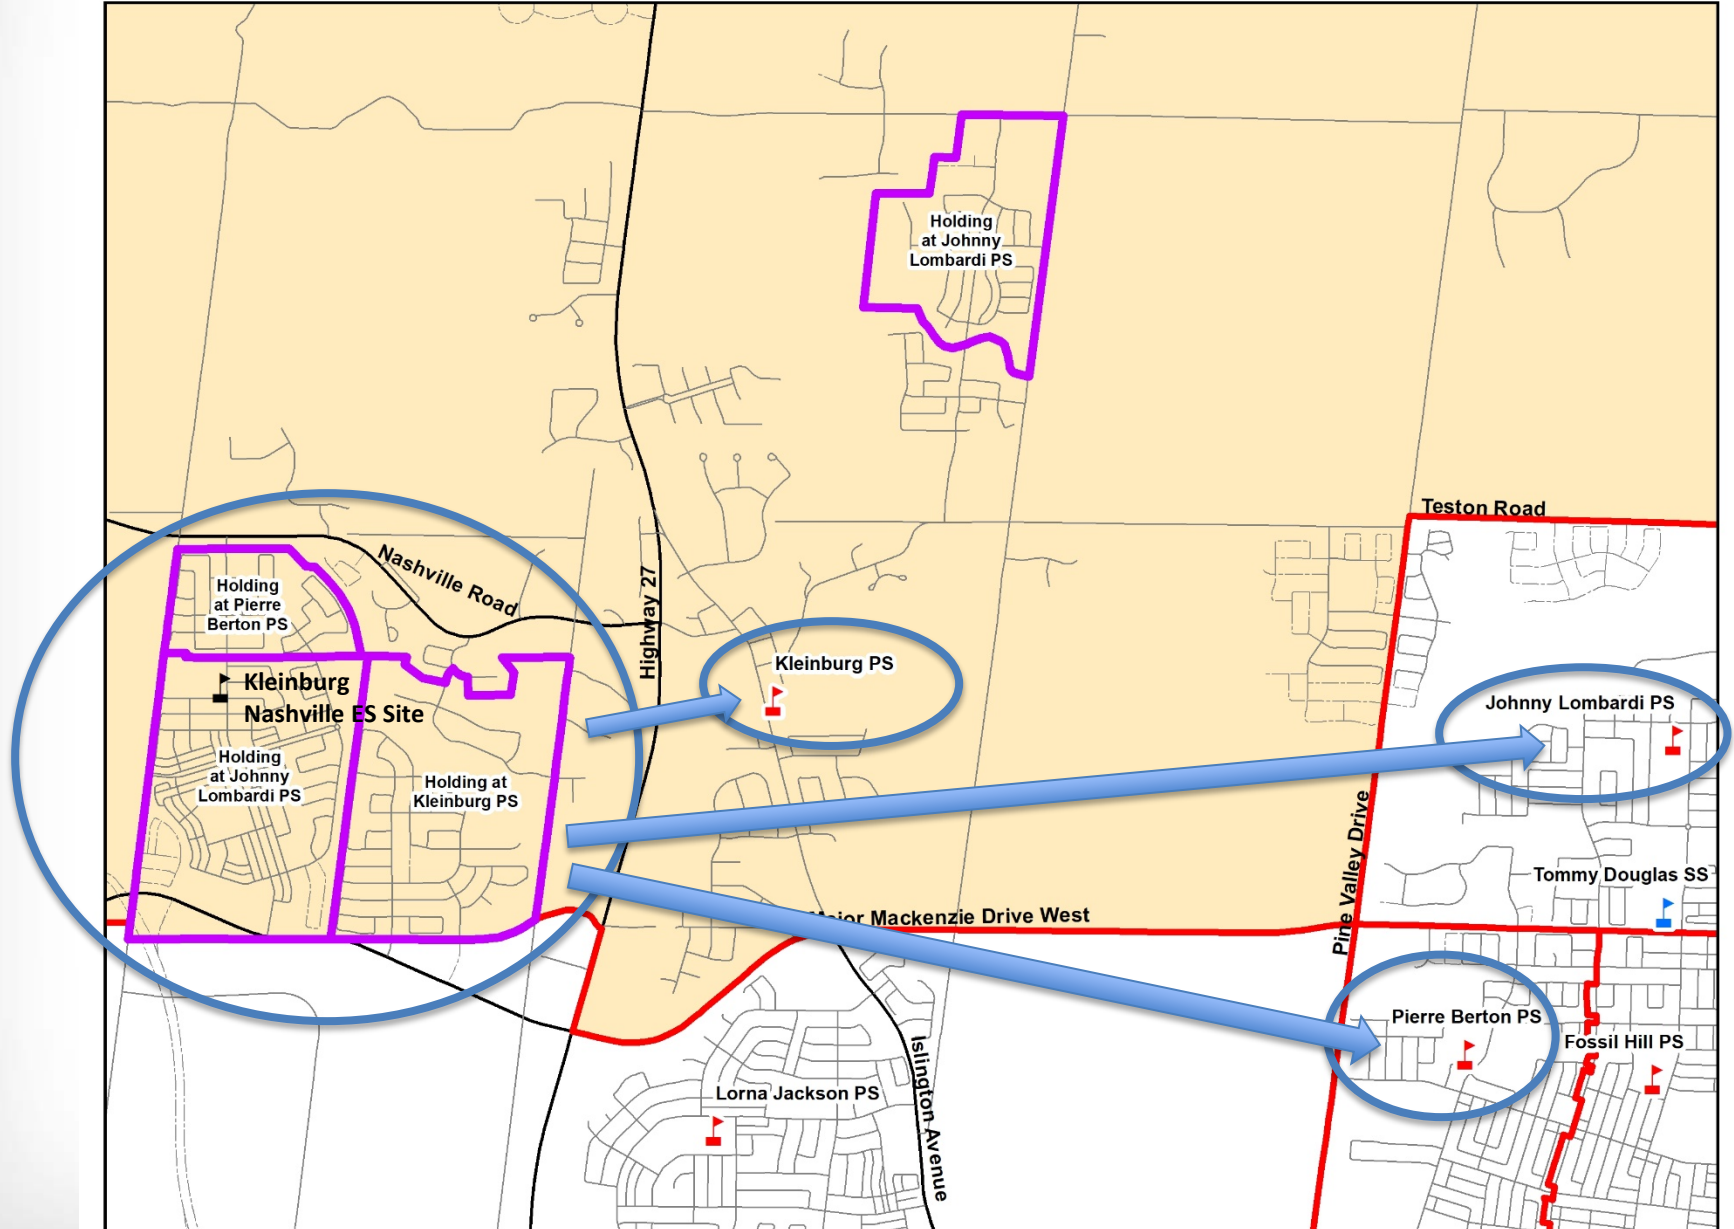 Holding
at Johnny
Lombardi PS
Teston Road
Nashville Road
Highway 27
Holding
at Pierre
Berton PS
Kleinburg PS
Kleinburg
Nashville ES Site
Johnny Lombardi PS
Holding
at Johnny
Lombardi PS
Holding at
Kleinburg PS
Pine Valley Drive
Tommy Douglas SS
Major Mackenzie Drive West
Pierre Berton PS
Fossil Hill PS
Islington Avenue
Lorna Jackson PS